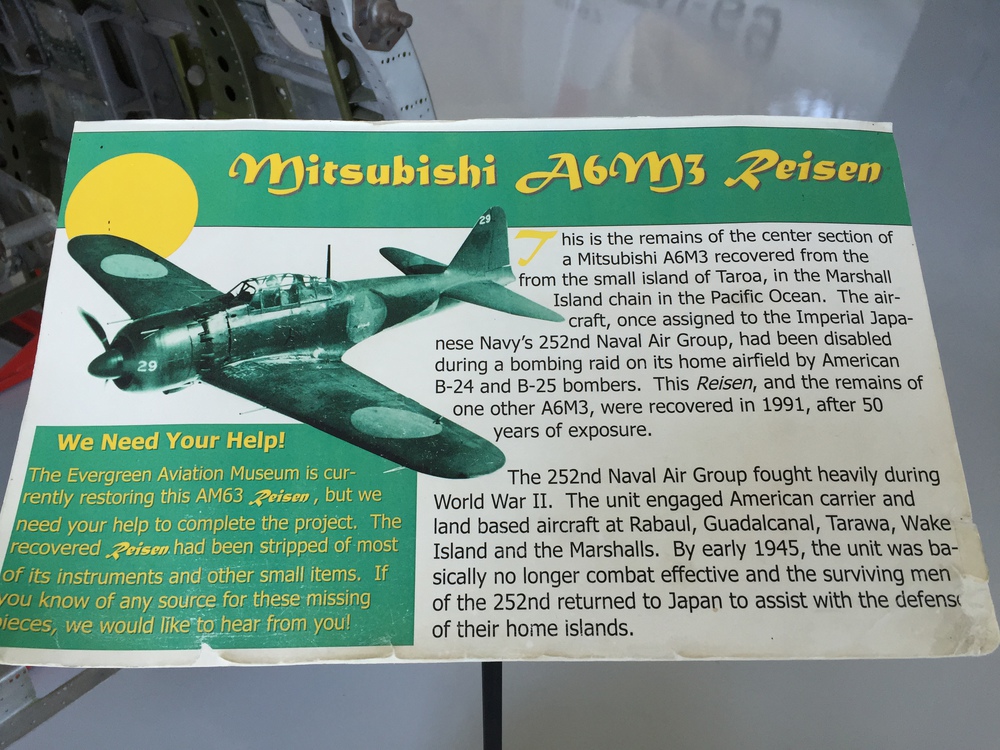 Mitsubishi A6M3 Reisen
29
29
This is the remains of the center section of
a Mitsubishi A6M3 recovered from the
from the small island of Taroa, in the Marshall
Island chain in the Pacific Ocean. The air-
craft, once assigned to the Imperial Japa-
nese Navy's 252nd Naval Air Group, had been disabled
during a bombing raid on its home airfield by American
B-24 and B-25 bombers. This Reisen, and the remains of
one other A6M3, were recovered in 1991, after 50
years of exposure.
The 252nd Naval Air Group fought heavily during
World War II. The unit engaged American carrier and
land based aircraft at Rabaul, Guadalcanal, Tarawa, Wake
Island and the Marshalls. By early 1945, the unit was ba-
sically no longer combat effective and the surviving men
of the 252nd returned to Japan to assist with the defens
of their home islands.
We Need Your Help!
The Evergreen Aviation Museum is cur-
rently restoring this AM63 Reisen, but we
need your help to complete the project. The
recovered Reisen had been stripped of most
of its instruments and other small items. If
you know of any source for these missing
pieces, we would like to hear from you!